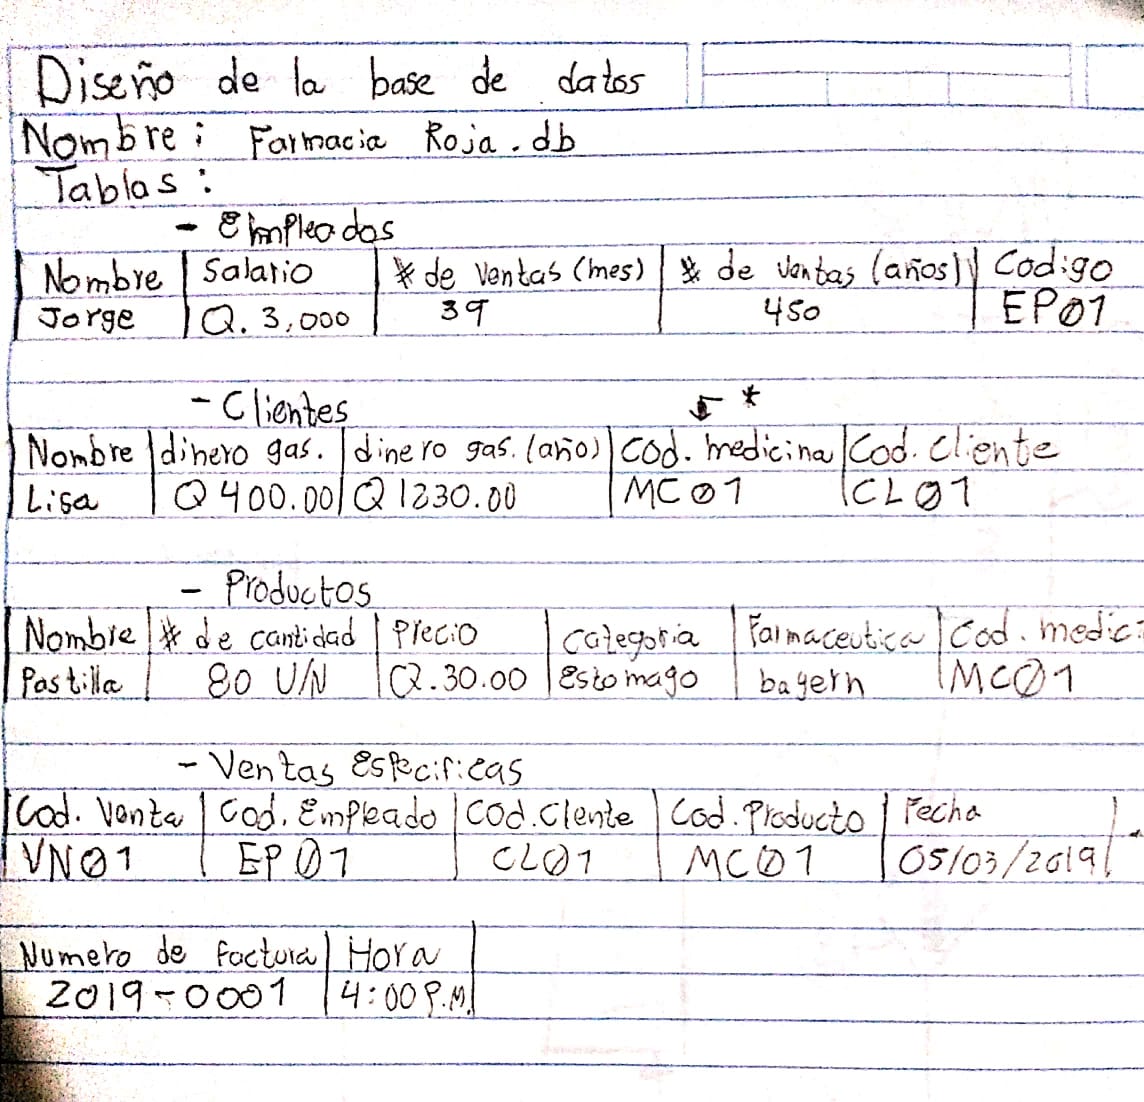 Diseño de la base de datos
Nombre: Farmacia Roja.db
Tablas:
- Empleados
Nombre | Salario | # de ventas (mes) | # de ventas (años) | Codigo
Jorge | Q. 3,000 | 39 | 450 | EP01
- Clientes *
Nombre | dinero gas. | dinero gas. (año) | Cod. medicina | Cod. Cliente
Lisa | Q 400.00 | Q 1230.00 | MC01 | CL01
- Productos
Nombre | # de cantidad | Precio | Categoria | Farmaceutica | Cod. medici
Pastilla | 80 U/N | Q.30.00 | Estomago | bayern | MC01
- Ventas Especificas
Cod. Venta | Cod. Empleado | Cod. Clente | Cod. Producto | Fecha
VN01 | EP01 | CL01 | MC01 | 05/03/2019
Numero de factura | Hora
2019-0001 | 4:00 P.M.